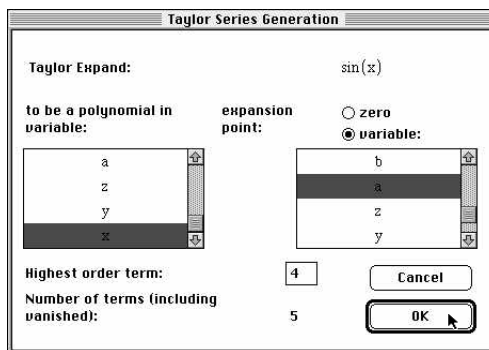 Taylor Series Generation
Taylor Expand:
sin(x)
to be a polynomial in
variable:
expansion
point:
zero
variable:
a
z
y
x
b
a
z
y
Highest order term:
4
Number of terms (including
vanished):
5
Cancel
OK